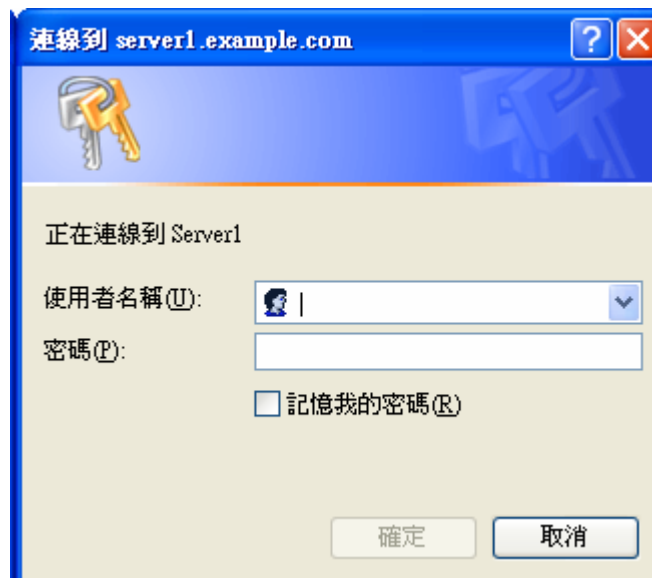 連線到 server1.example.com
正在連線到 Server1
使用者名稱(U):
密碼(P):
記憶我的密碼(R)
確定
取消